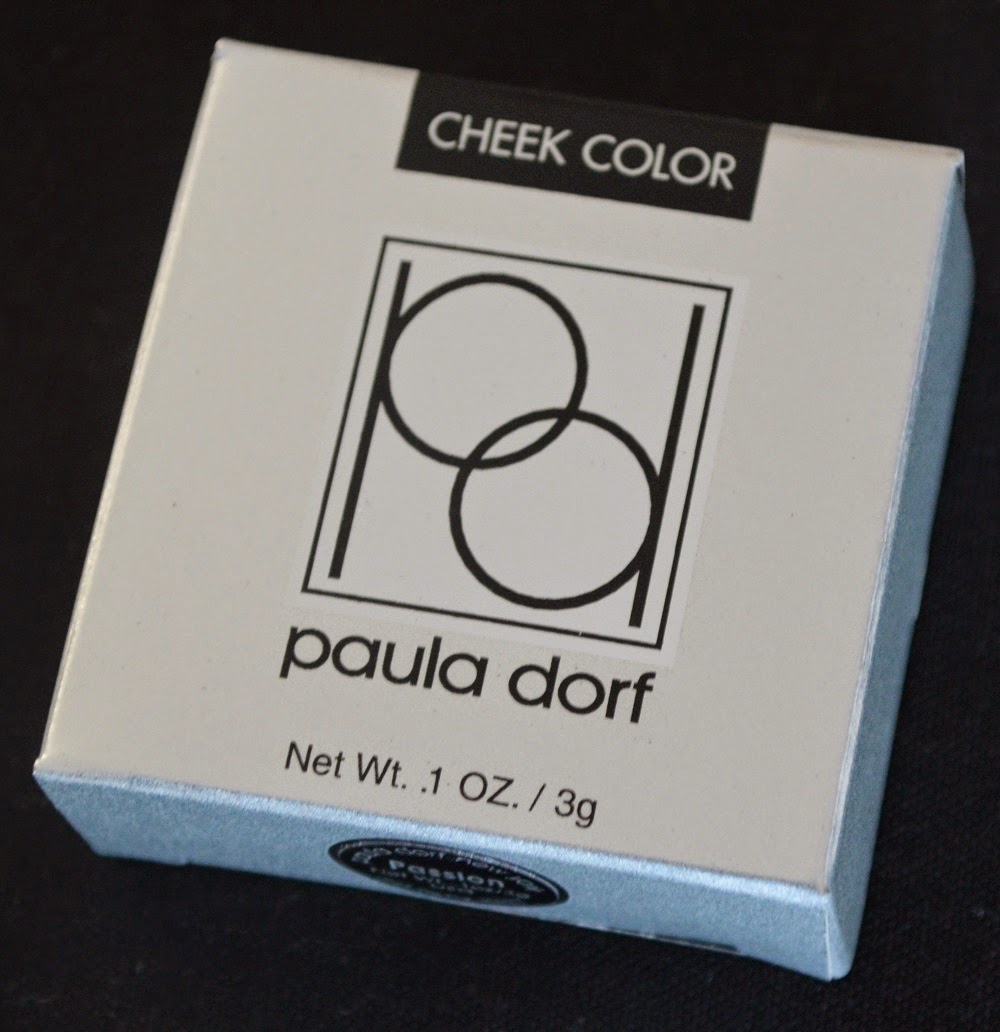 CHEEK COLOR
pd
paula dorf
Net Wt. .1 OZ. / 3g
Passion